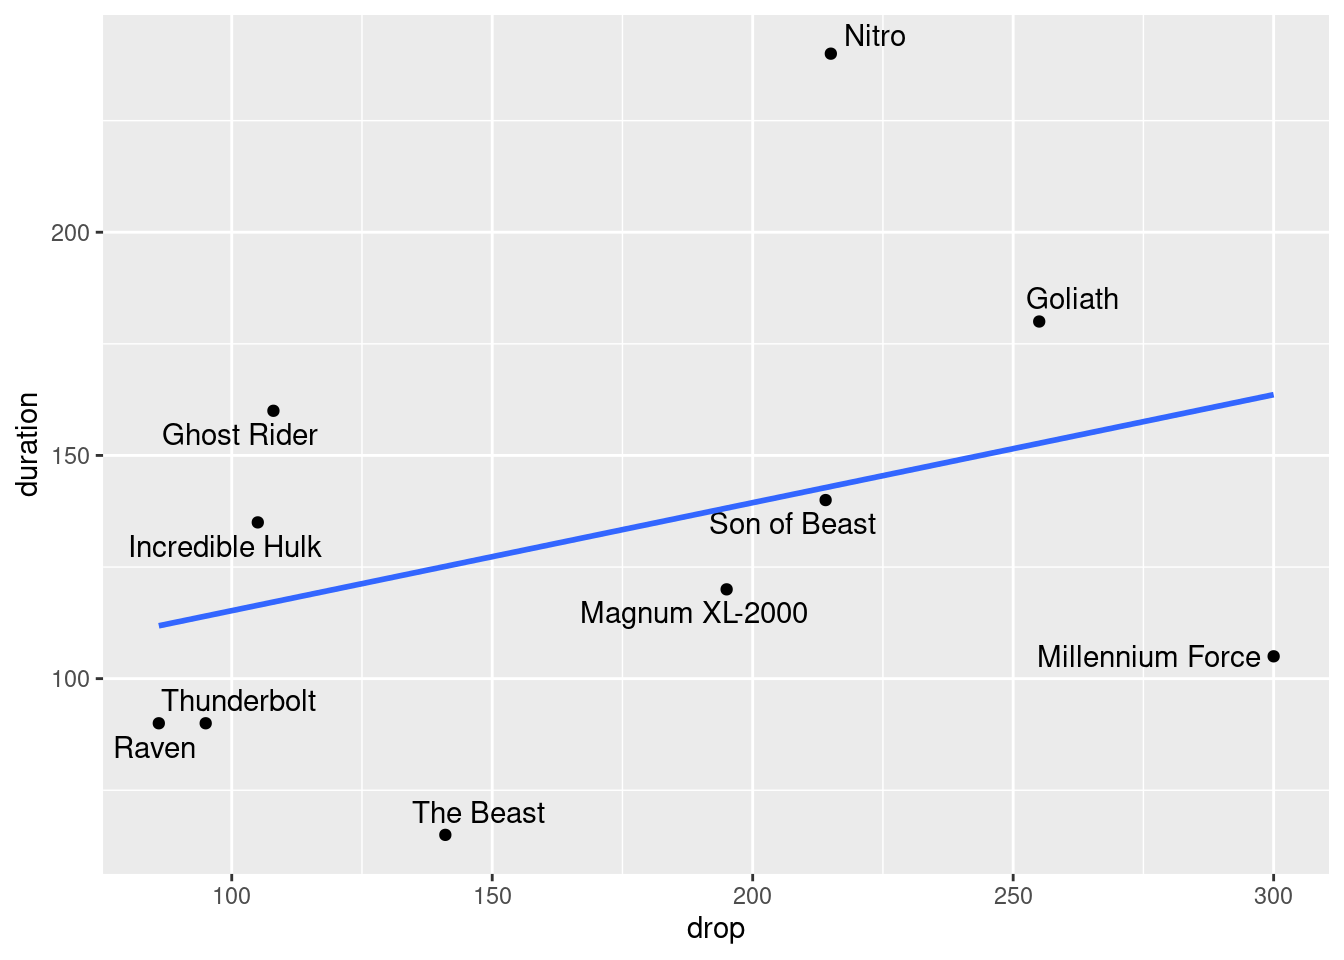 Nitro
200
Goliath
duration
Ghost Rider
150
Son of Beast
Incredible Hulk
Magnum XL-2000
Millennium Force
100
Thunderbolt
Raven
The Beast
100 150 200 250 300
drop